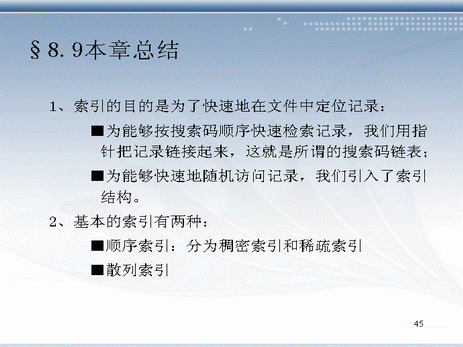 §8.9本章总结
1、索引的目的是为了快速地在文件中定位记录：
■为能够按搜索码顺序快速检索记录，我们用指
针把记录链接起来，这就是所谓的搜索码链表；
■为能够快速地随机访问记录，我们引入了索引
结构。
2、基本的索引有两种：
■顺序索引：分为稠密索引和稀疏索引
■散列索引
45